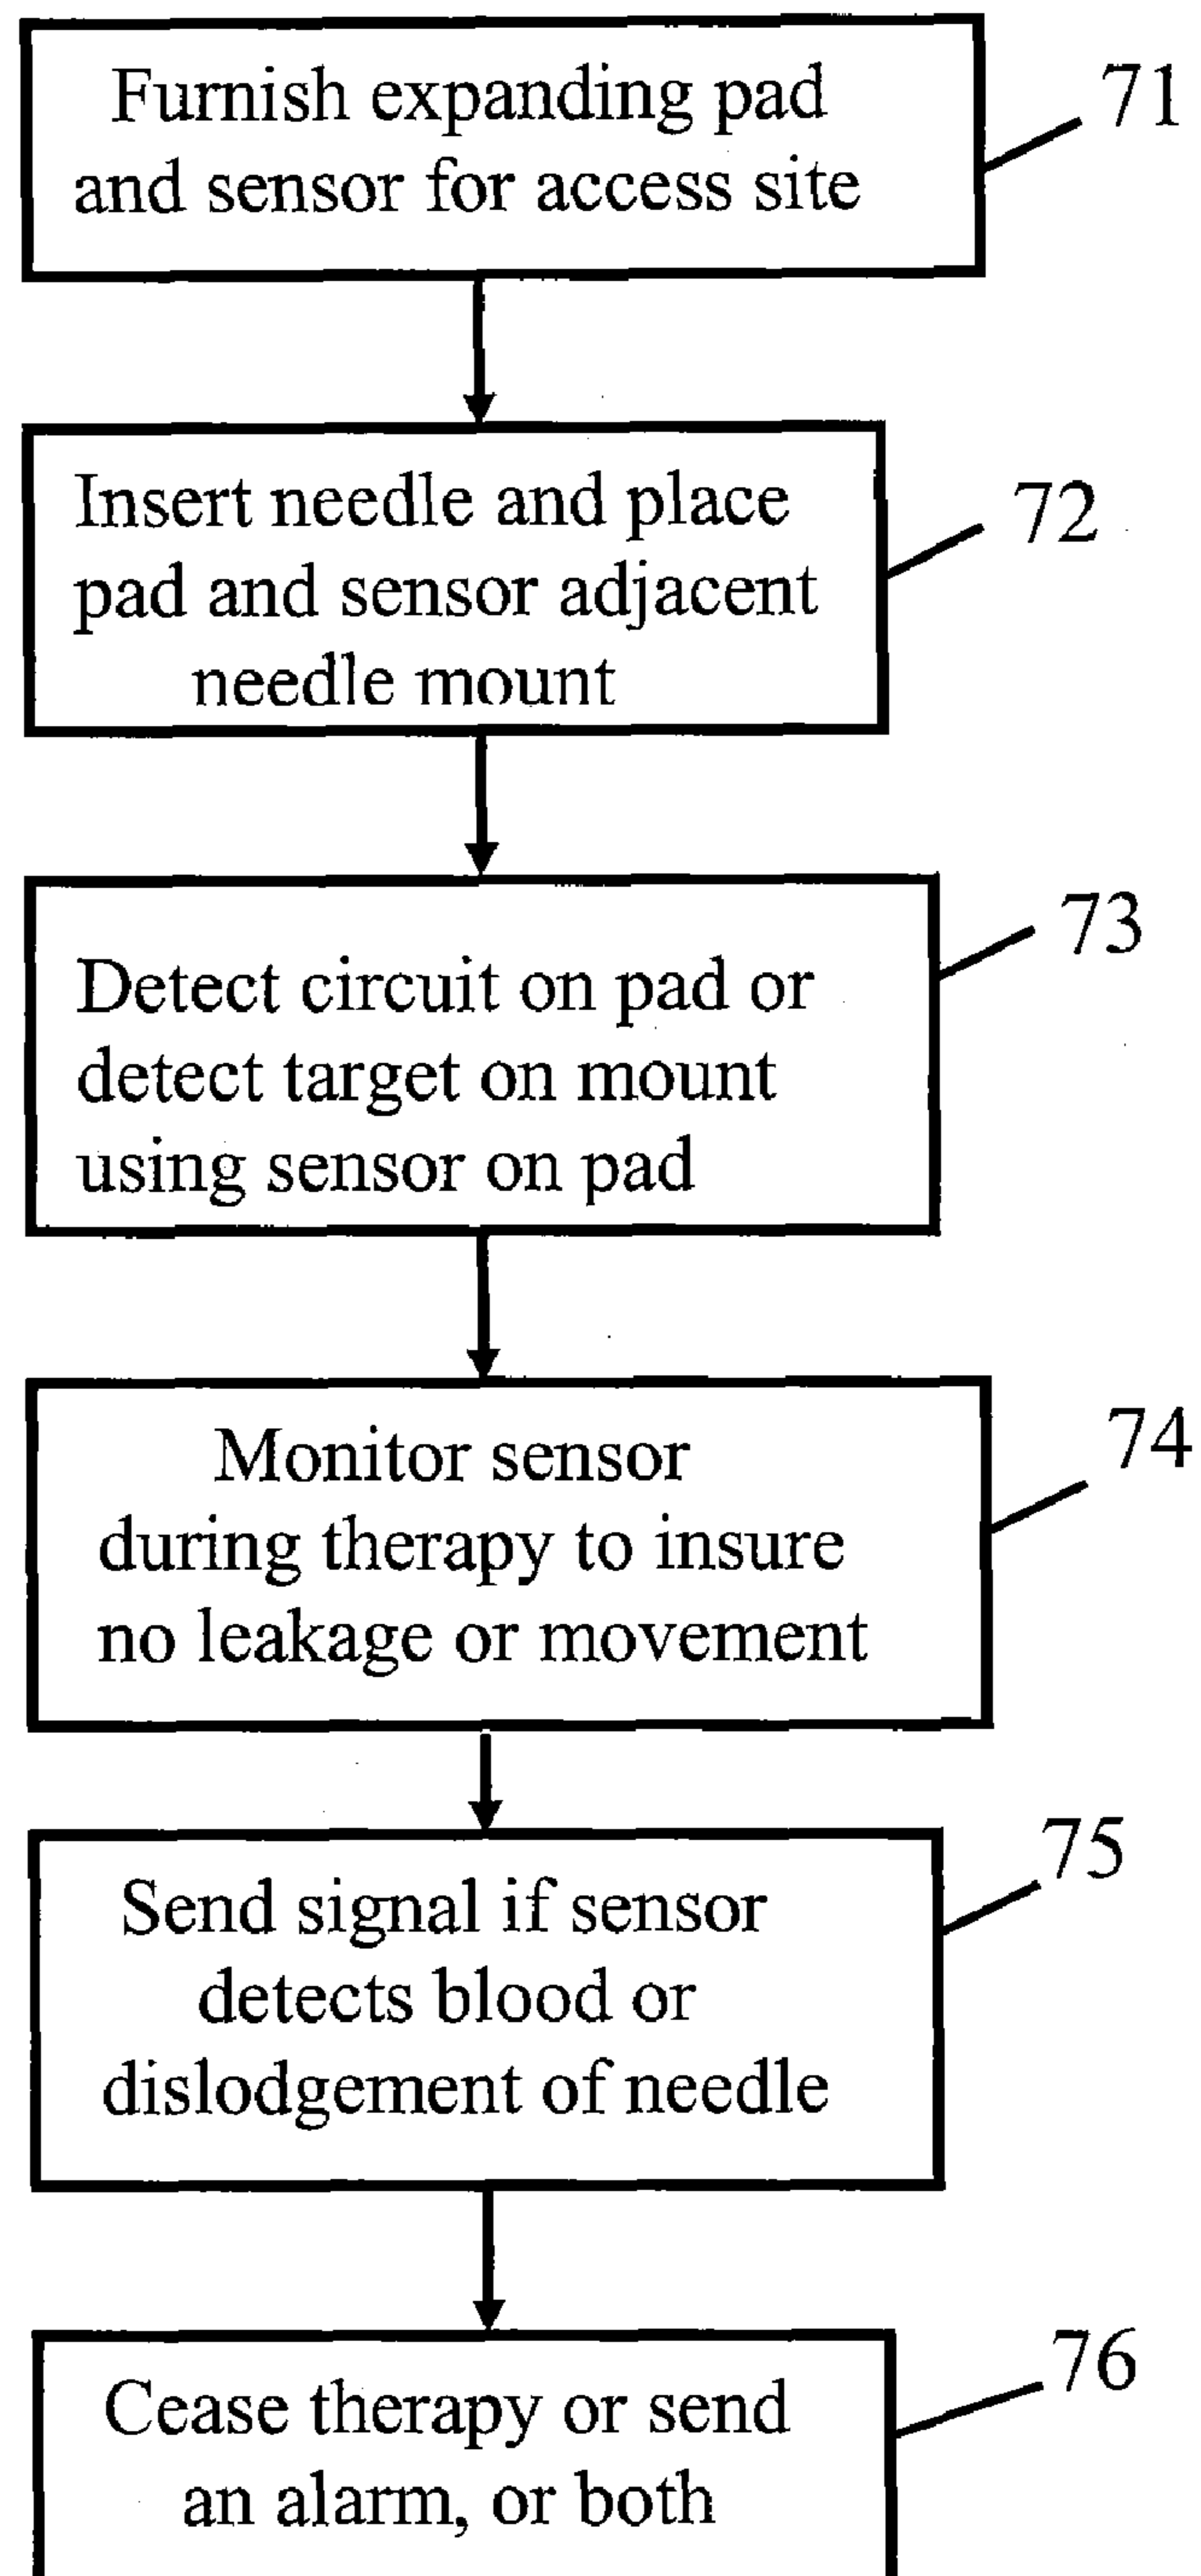 Furnish expanding pad
and sensor for access site
71
Insert needle and place
pad and sensor adjacent
needle mount
72
Detect circuit on pad or
detect target on mount
using sensor on pad
73
Monitor sensor
during therapy to insure
no leakage or movement
74
Send signal if sensor
detects blood or
dislodgement of needle
75
Cease therapy or send
an alarm, or both
76